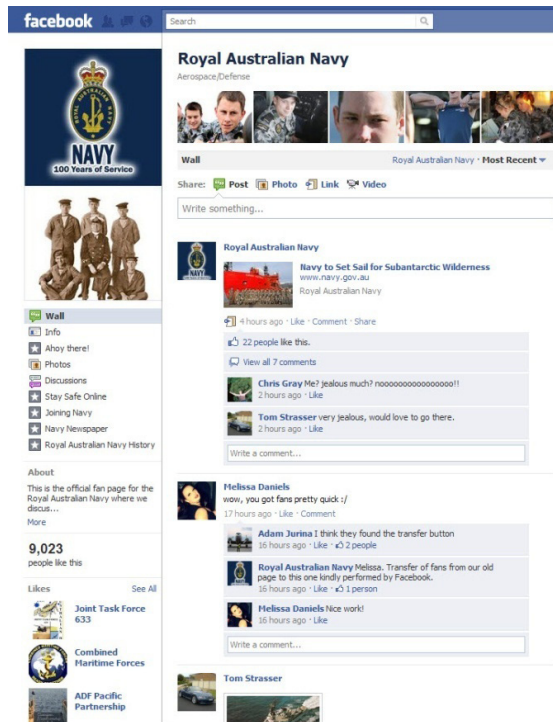 facebook
Search
NAVY
100 Years of Service
Wall
Info
Ahoy there!
Photos
Discussions
Stay Safe Online
Joining Navy
Navy Newspaper
Royal Australian Navy History
About
This is the official fan page for the
Royal Australian Navy where we
discus...
More
9,023
people like this
Likes See All
Joint Task Force
633
Combined
Maritime Forces
ADF Pacific
Partnership
Royal Australian Navy
Aerospace/Defense
Wall Royal Australian Navy · Most Recent
Share: Post Photo Link Video
Write something...
Royal Australian Navy
Navy to Set Sail for Subantarctic Wilderness
www.navy.gov.au
Royal Australian Navy
4 hours ago · Like · Comment · Share
22 people like this.
View all 7 comments
Chris Gray Me? jealous much? nooooooooooooooooo!!
2 hours ago · Like
Tom Strasser very jealous, would love to go there.
2 hours ago · Like
Write a comment...
Melissa Daniels
wow, you got fans pretty quick :/
17 hours ago · Like · Comment
Adam Jurina I think they found the transfer button
16 hours ago · Like · 2 people
Royal Australian Navy Melissa. Transfer of fans from our old
page to this one kindly performed by Facebook.
16 hours ago · Like · 1 person
Melissa Daniels Nice work!
16 hours ago · Like
Write a comment...
Tom Strasser